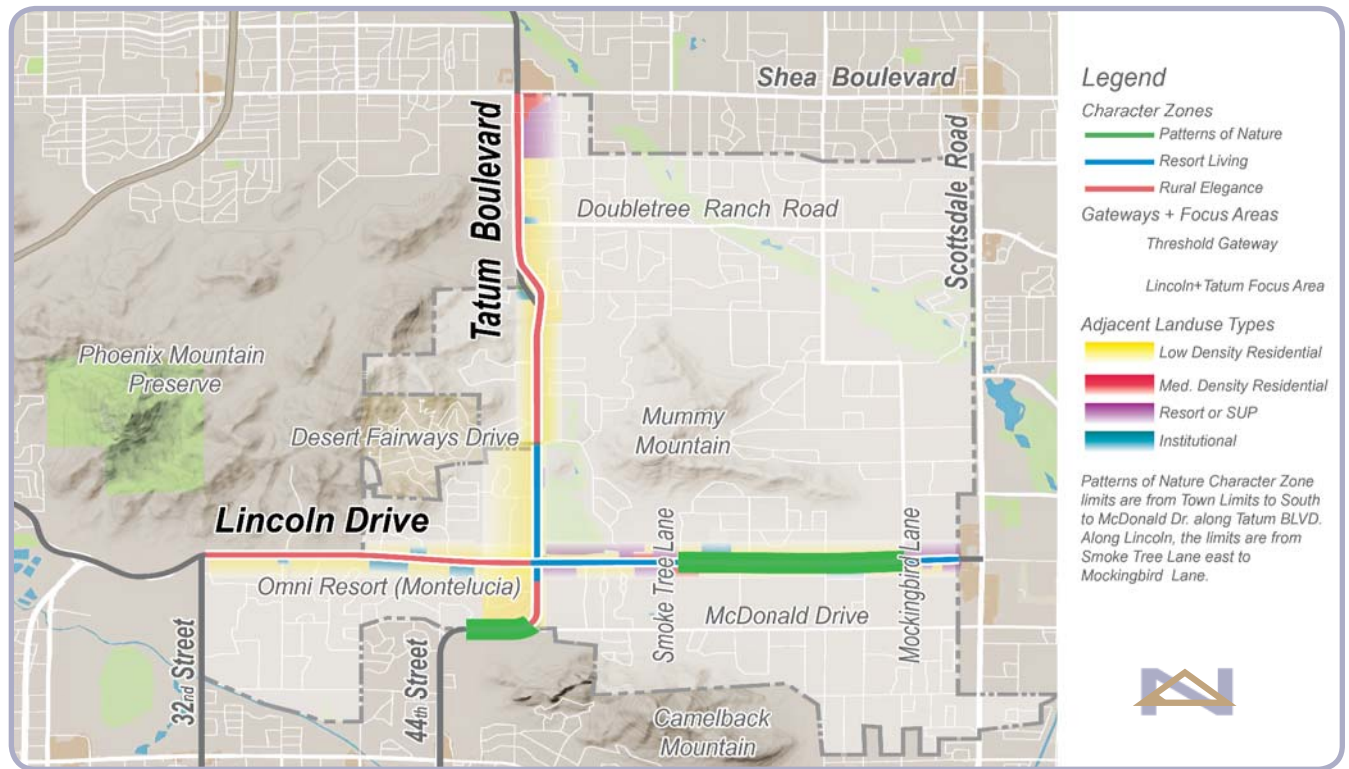 Shea Boulevard
Tatum Boulevard
Scottsdale Road
Doubletree Ranch Road
Phoenix Mountain
Preserve
Desert Fairways Drive
Mummy
Mountain
Lincoln Drive
Smoke Tree Lane
Mockingbird Lane
Omni Resort (Montelucia)
McDonald Drive
32nd Street
44th Street
Camelback
Mountain
Legend
Character Zones
Patterns of Nature
Resort Living
Rural Elegance
Gateways + Focus Areas
Threshold Gateway
Lincoln+Tatum Focus Area
Adjacent Landuse Types
Low Density Residential
Med. Density Residential
Resort or SUP
Institutional
Patterns of Nature Character Zone
limits are from Town Limits to South
to McDonald Dr. along Tatum BLVD.
Along Lincoln, the limits are from
Smoke Tree Lane east to
Mockingbird Lane.
N